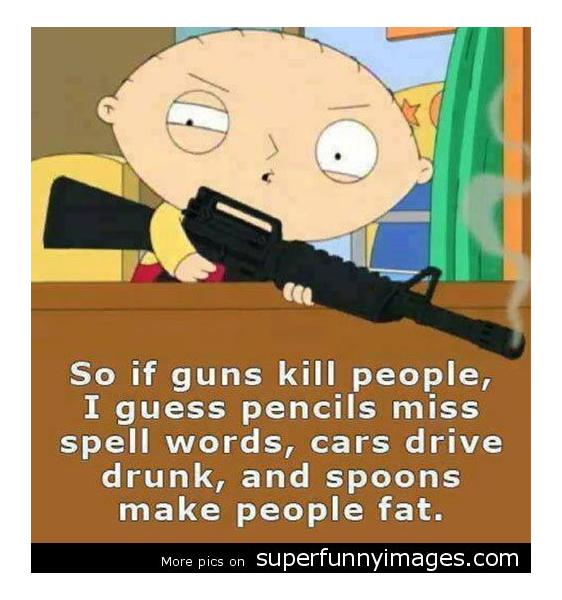 So if guns kill people,
I guess pencils miss
spell words, cars drive
drunk, and spoons
make people fat.
More pics on superfunnyimages.com